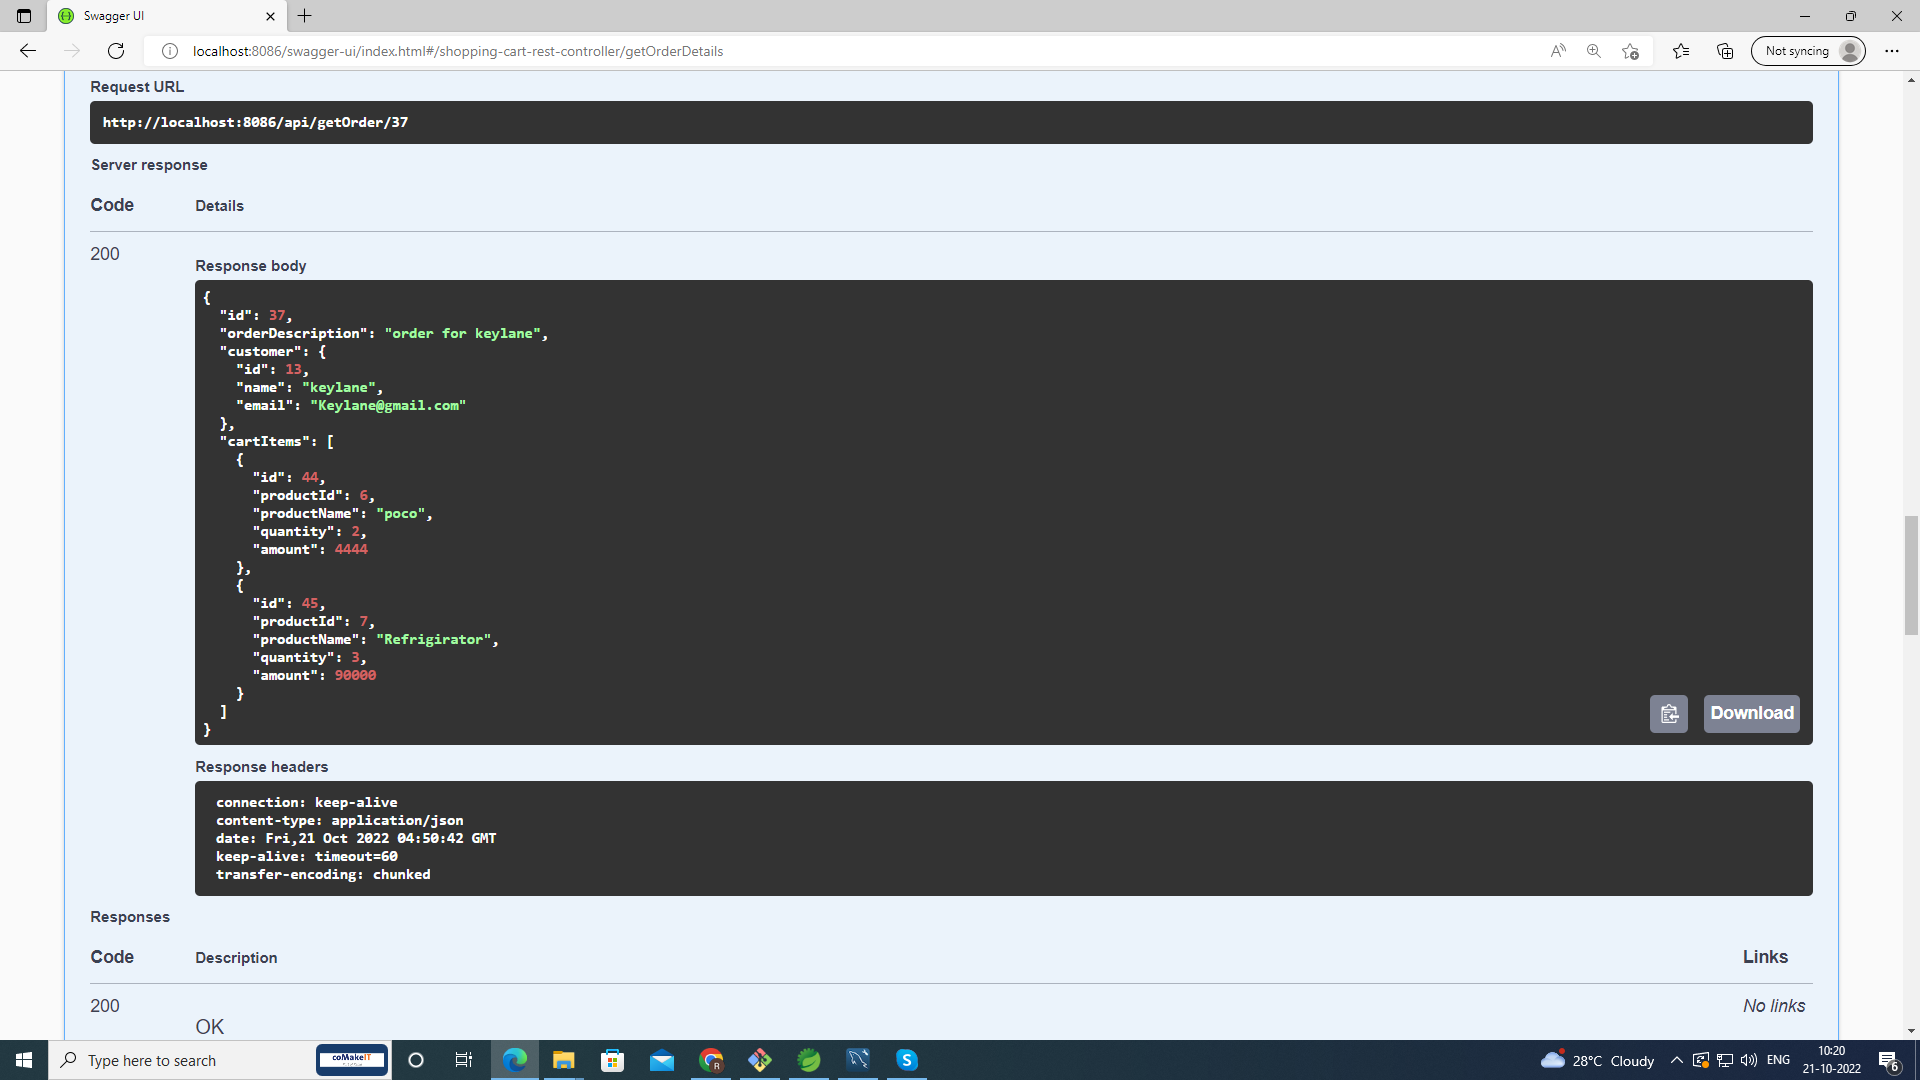 Swagger UI
localhost:8086/swagger-ui/index.html#/shopping-cart-rest-controller/getOrderDetails
Not syncing
Request URL
http://localhost:8086/api/getOrder/37
Server response
Code Details
200
Response body
{
  "id": 37,
  "orderDescription": "order for keylane",
  "customer": {
    "id": 13,
    "name": "keylane",
    "email": "Keylane@gmail.com"
  },
  "cartItems": [
    {
      "id": 44,
      "productId": 6,
      "productName": "poco",
      "quantity": 2,
      "amount": 4444
    },
    {
      "id": 45,
      "productId": 7,
      "productName": "Refrigirator",
      "quantity": 3,
      "amount": 90000
    }
  ]
}
Download
Response headers
connection: keep-alive
content-type: application/json
date: Fri,21 Oct 2022 04:50:42 GMT
keep-alive: timeout=60
transfer-encoding: chunked
Responses
Code Description Links
200 No links
OK
Type here to search
coMakeIT
R
S
28°C Cloudy
ENG
10:20
21-10-2022
6